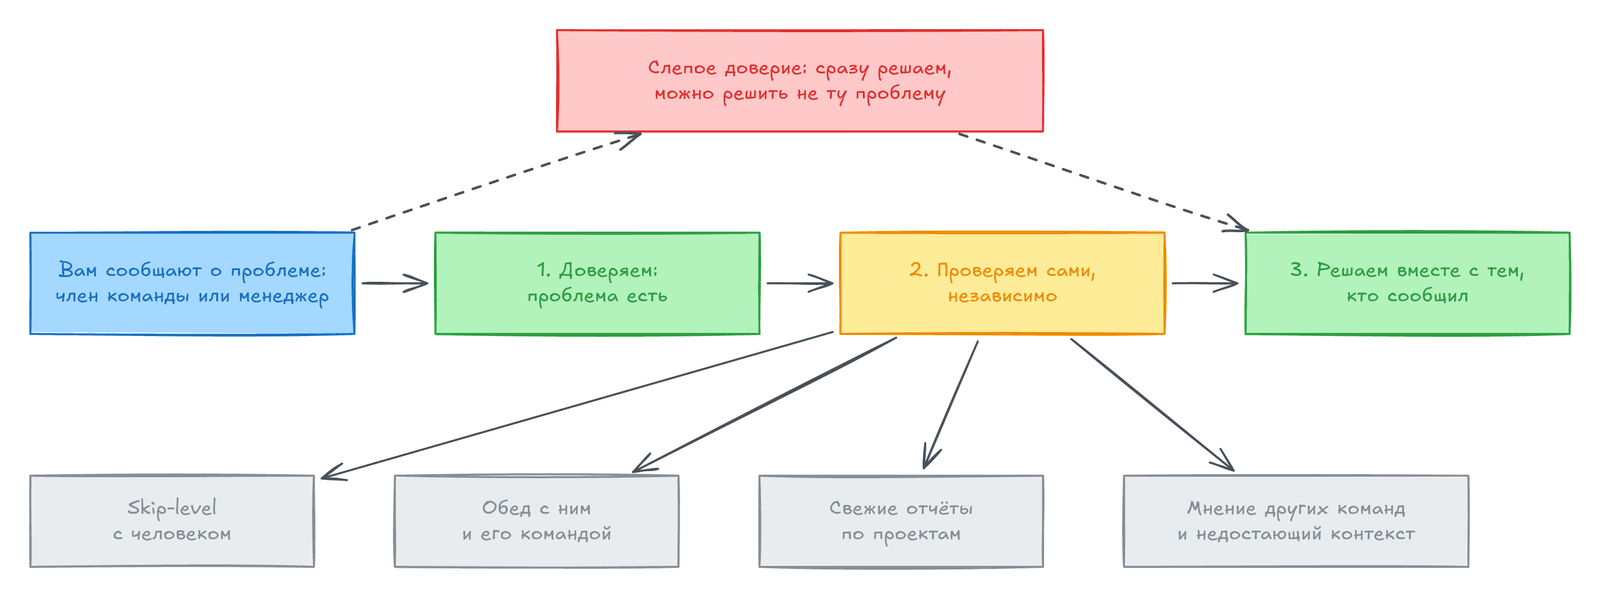 Слепое доверие: сразу решаем,
можно решить не ту проблему
Вам сообщают о проблеме:
член команды или менеджер
1. Доверяем:
проблема есть
2. Проверяем сами,
независимо
3. Решаем вместе с тем,
кто сообщил
Skip-level
с человеком
Обед с ним
и его командой
Свежие отчёты
по проектам
Мнение других команд
и недостающий контекст